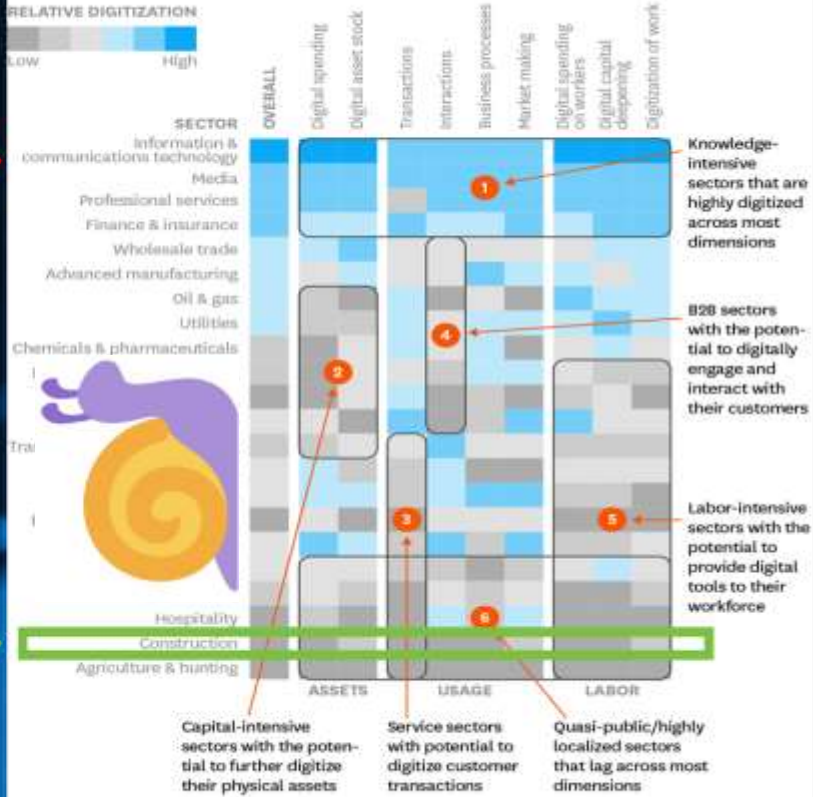 RELATIVE DIGITIZATION
Low
High
SECTOR
OVERALL
Digital spending
Digital asset stock
Transactions
Interactions
Business processes
Market making
Digital spending
on workers
Digital capital
deepening
Digitization of work
Information &
communications technology
Media
Professional services
Finance & insurance
Wholesale trade
Advanced manufacturing
Oil & gas
Utilities
Chemicals & pharmaceuticals
Hospitality
Construction
Agriculture & hunting
ASSETS
USAGE
LABOR
1
2
3
4
5
6
Knowledge-
intensive
sectors that are
highly digitized
across most
dimensions
B2B sectors
with the poten-
tial to digitally
engage and
interact with
their customers
Labor-intensive
sectors with the
potential to
provide digital
tools to their
workforce
Capital-intensive
sectors with the poten-
tial to further digitize
their physical assets
Service sectors
with potential to
digitize customer
transactions
Quasi-public/highly
localized sectors
that lag across most
dimensions